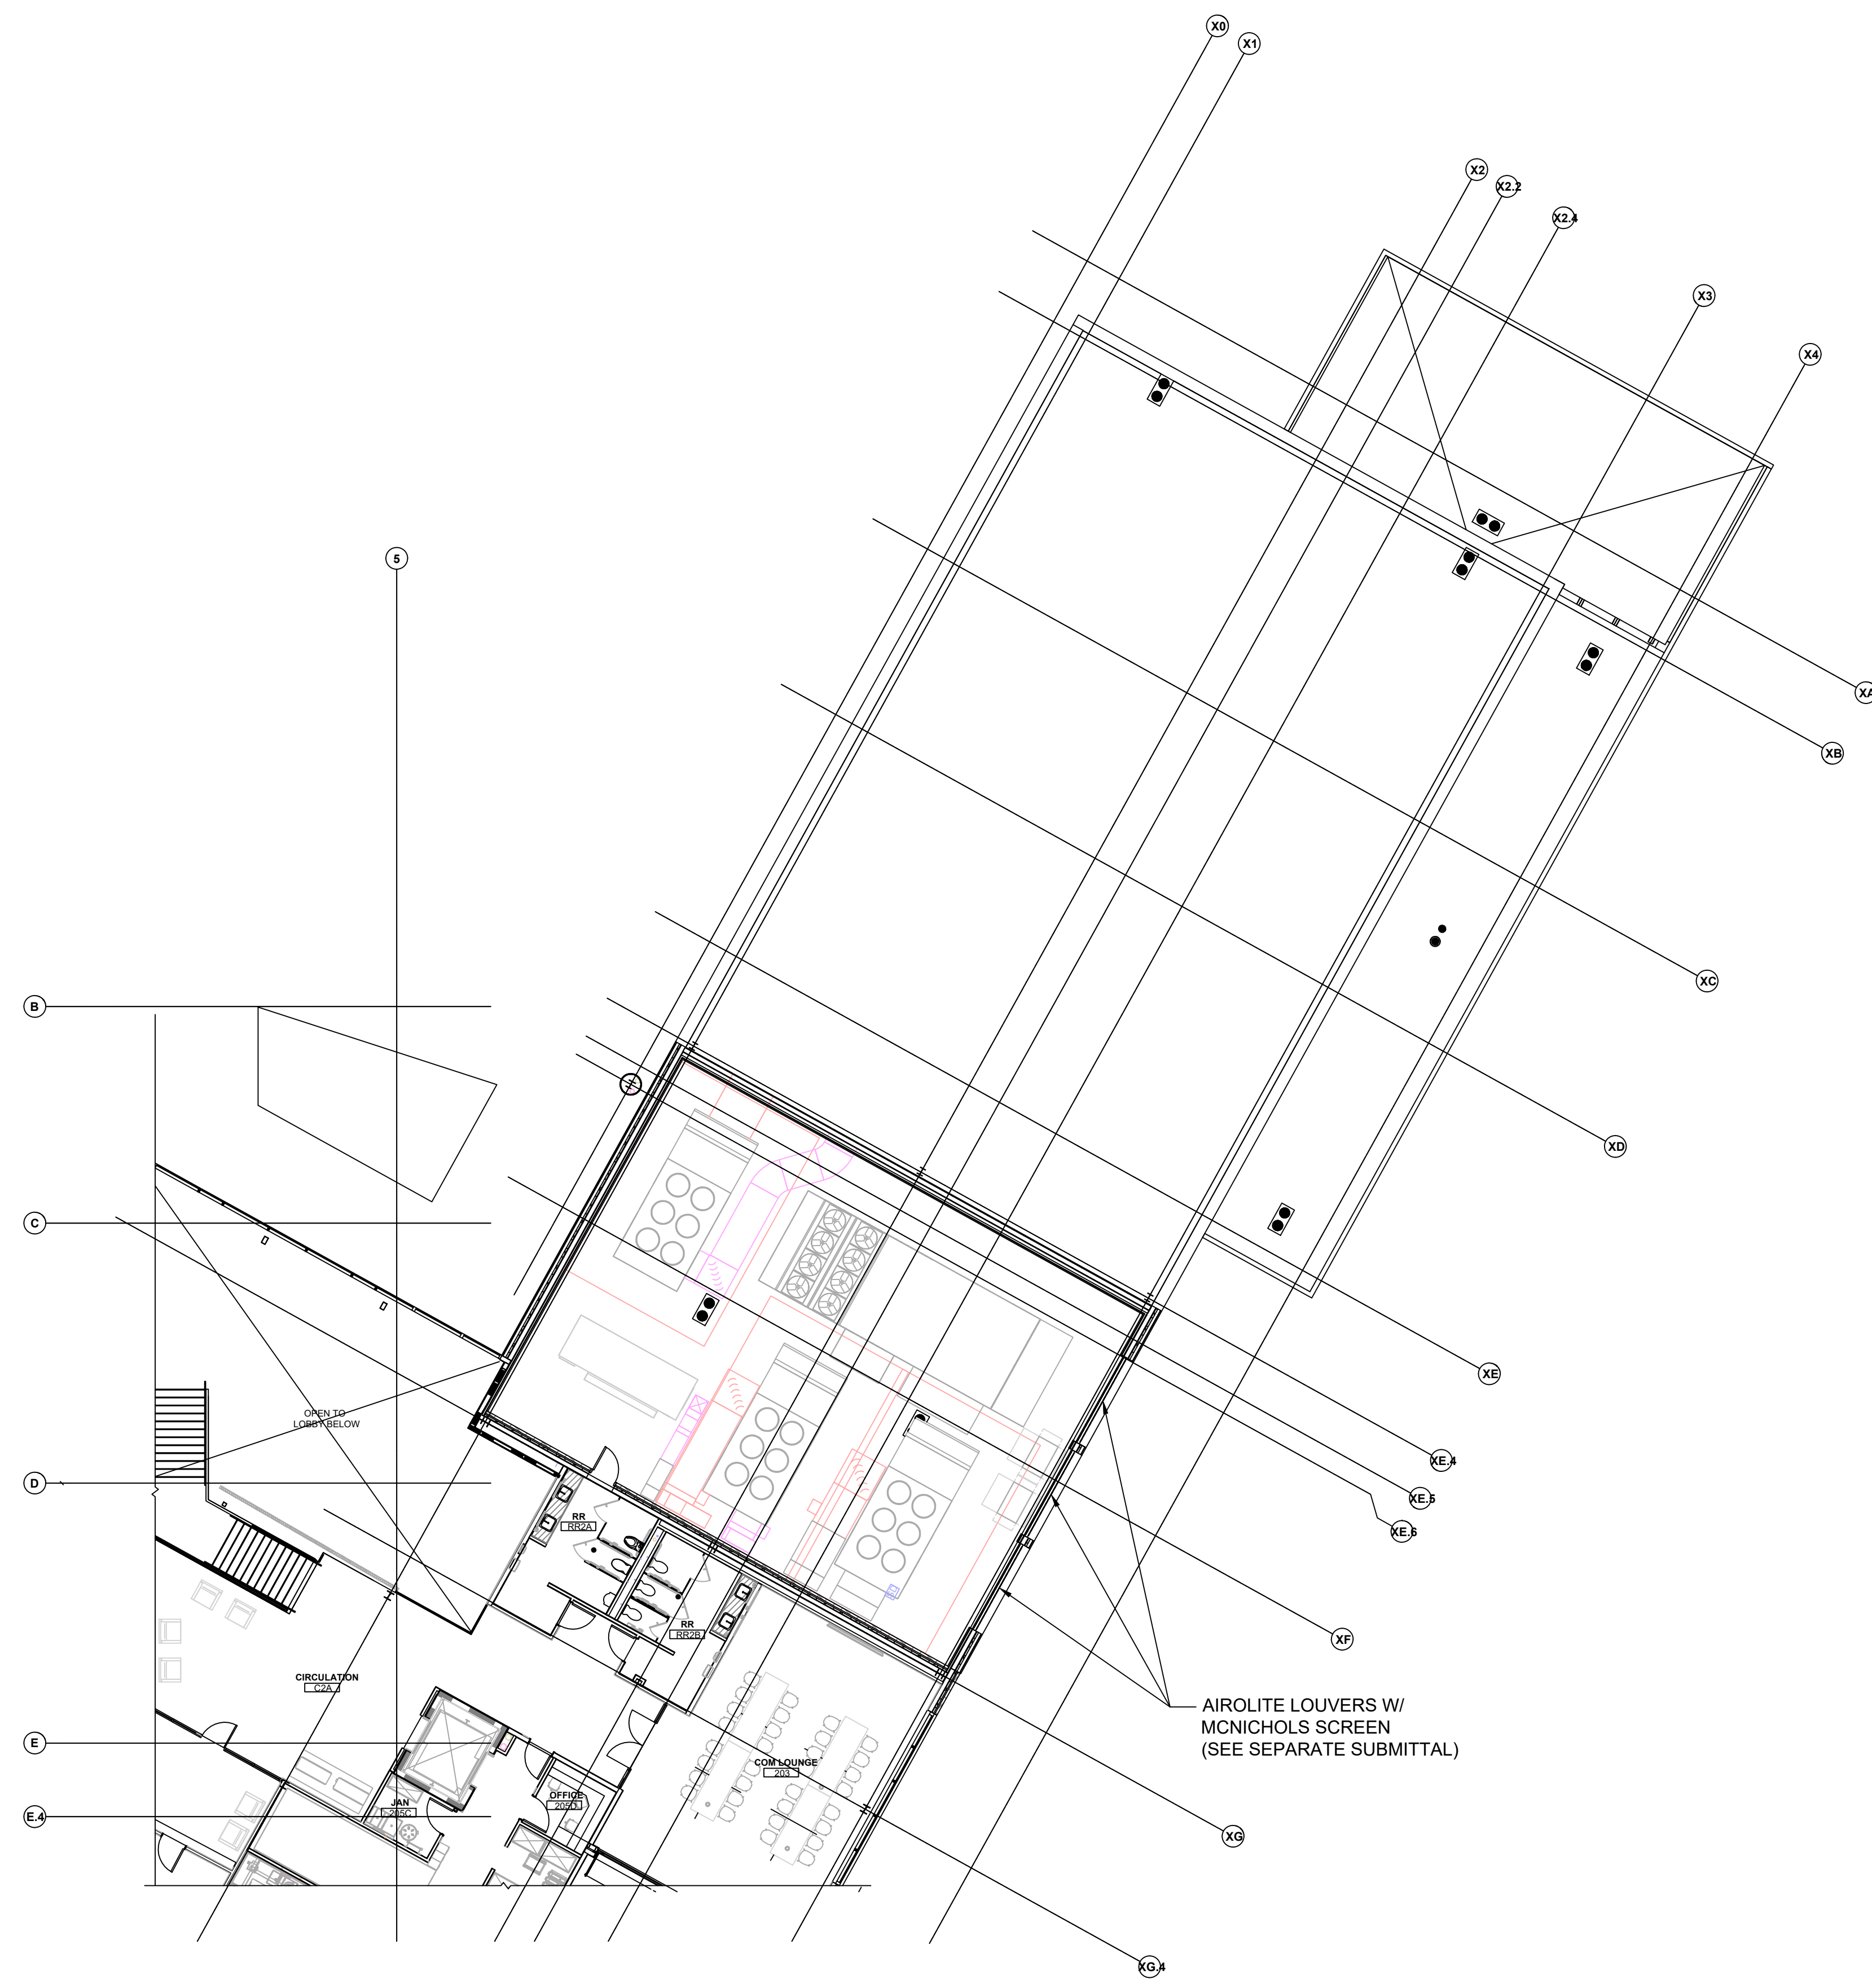 X0
X1
X2
X2.2
X2.4
X3
X4
5
XA
XB
XC
B
XD
C
XE
OPEN TO
LOBBY BELOW
XE.4
D
XE.5
RR
RR2A
XE.6
RR
RR2B
XF
CIRCULATION
C2A
AIROLITE LOUVERS W/
MCNICHOLS SCREEN
(SEE SEPARATE SUBMITTAL)
E
COM LOUNGE
203
OFFICE
205D
JAN
205C
E.4
XG
XG.4